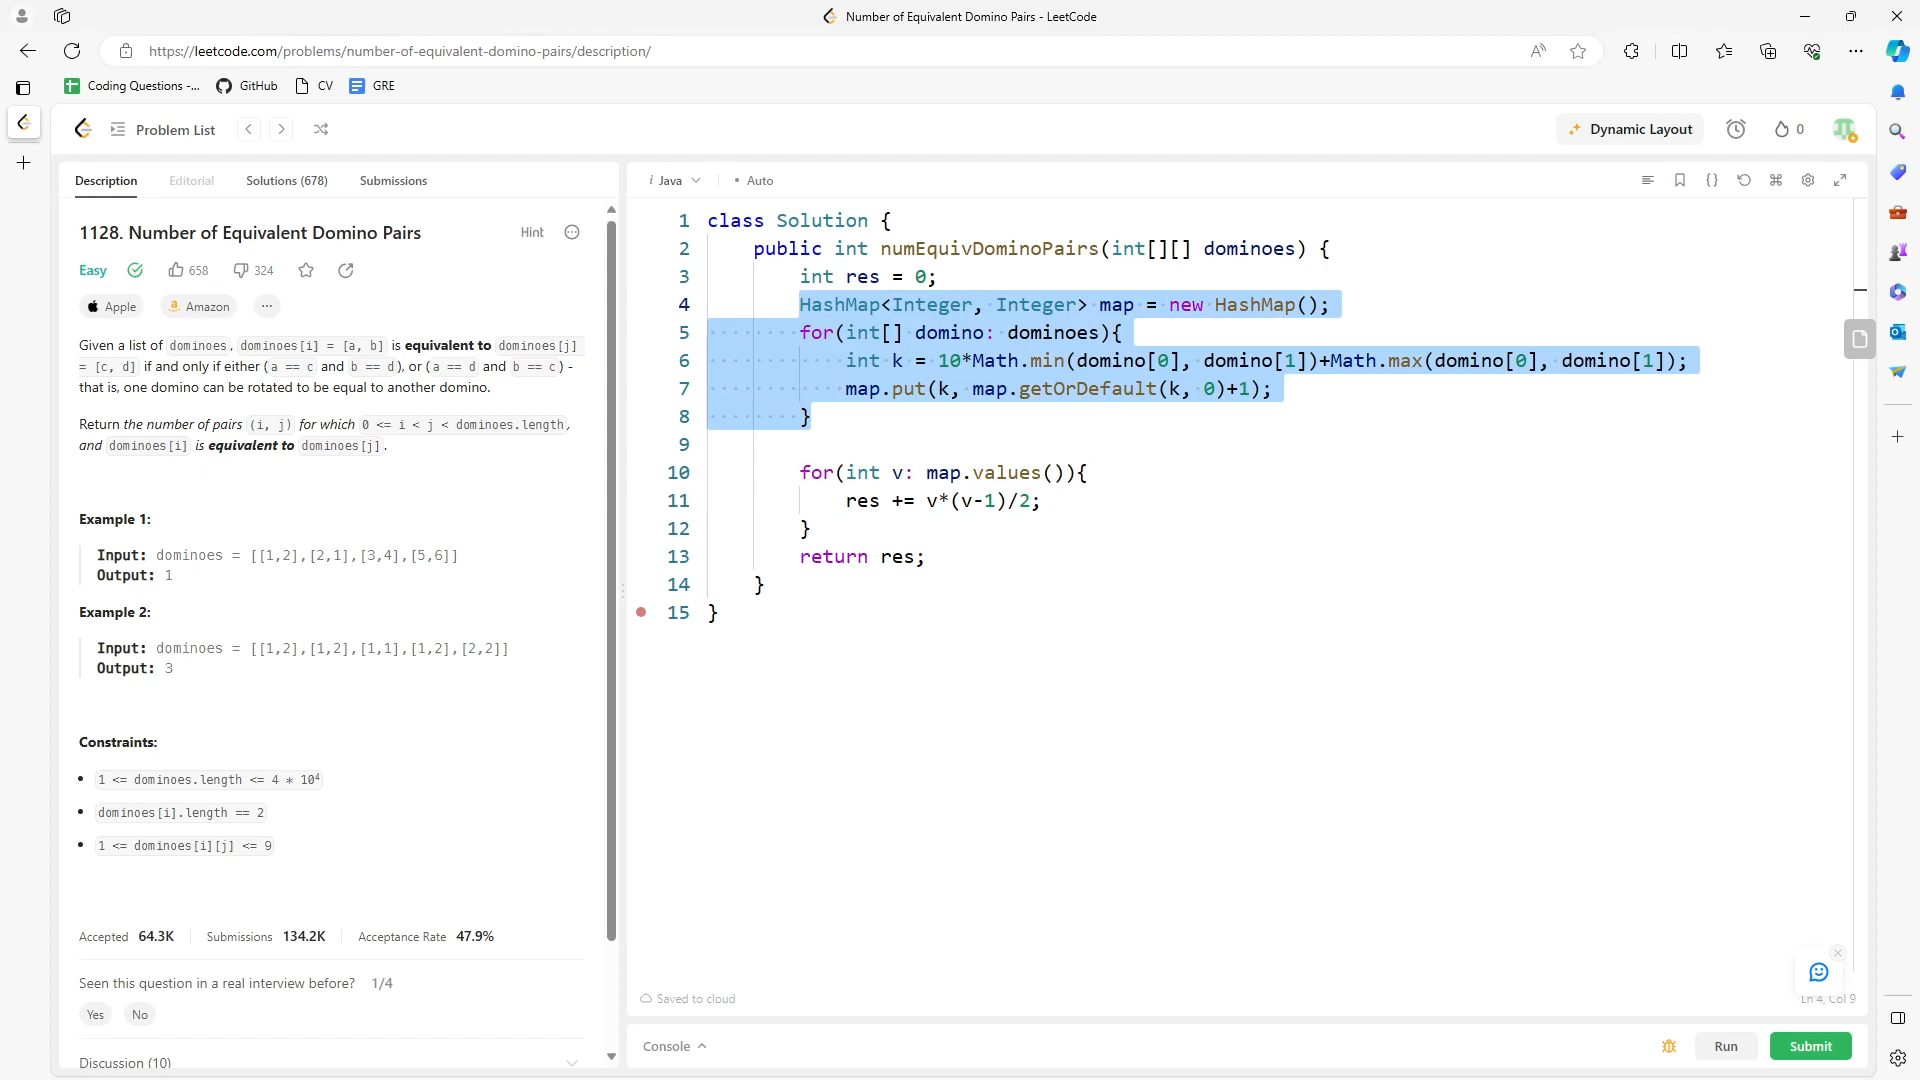 Number of Equivalent Domino Pairs - LeetCode
https://leetcode.com/problems/number-of-equivalent-domino-pairs/description/
Coding Questions -... GitHub CV GRE
Problem List
Dynamic Layout 0
Description Editorial Solutions (678) Submissions
1128. Number of Equivalent Domino Pairs Hint
Easy 658 324
Apple Amazon ...
Given a list of dominoes, dominoes[i] = [a, b] is equivalent to dominoes[j]
= [c, d] if and only if either (a == c and b == d), or (a == d and b == c) -
that is, one domino can be rotated to be equal to another domino.
Return the number of pairs (i, j) for which 0 <= i < j < dominoes.length,
and dominoes[i] is equivalent to dominoes[j].
Example 1:
Input: dominoes = [[1,2],[2,1],[3,4],[5,6]]
Output: 1
Example 2:
Input: dominoes = [[1,2],[1,2],[1,1],[1,2],[2,2]]
Output: 3
Constraints:
• 1 <= dominoes.length <= 4 * 10⁴
• dominoes[i].length == 2
• 1 <= dominoes[i][j] <= 9
Accepted 64.3K Submissions 134.2K Acceptance Rate 47.9%
Seen this question in a real interview before? 1/4
Yes No
Discussion (10)
i Java • Auto
1 class Solution {
2     public int numEquivDominoPairs(int[][] dominoes) {
3         int res = 0;
4         HashMap<Integer, Integer> map = new HashMap();
5         for(int[] domino: dominoes){
6             int k = 10*Math.min(domino[0], domino[1])+Math.max(domino[0], domino[1]);
7             map.put(k, map.getOrDefault(k, 0)+1);
8         }
9
10         for(int v: map.values()){
11             res += v*(v-1)/2;
12         }
13         return res;
14     }
15 }
Saved to cloud
Ln 4, Col 9
Console Run Submit